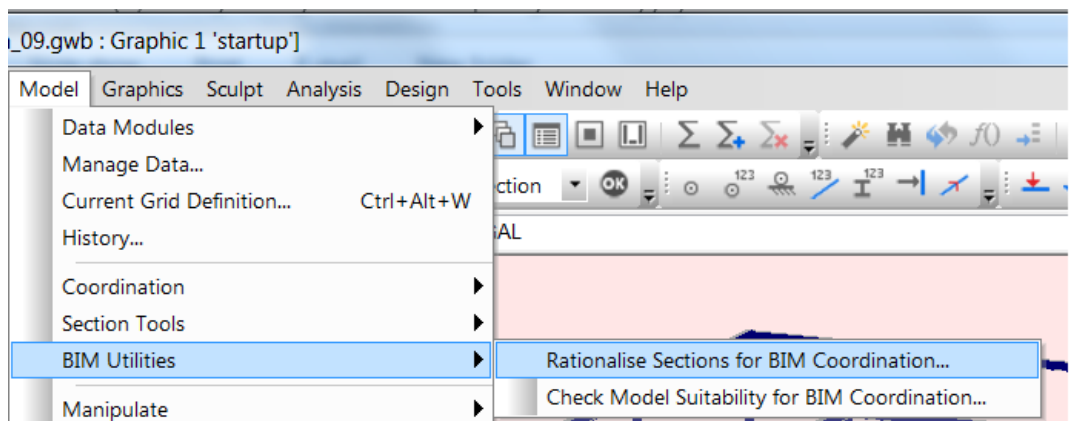 _09.gwb : Graphic 1 'startup']
Model Graphics Sculpt Analysis Design Tools Window Help
Data Modules
Manage Data...
Current Grid Definition... Ctrl+Alt+W
History...
Coordination
Section Tools
BIM Utilities
Manipulate
Rationalise Sections for BIM Coordination...
Check Model Suitability for BIM Coordination...
Σ Σ+ Σx f()
ction OK 123 123 123